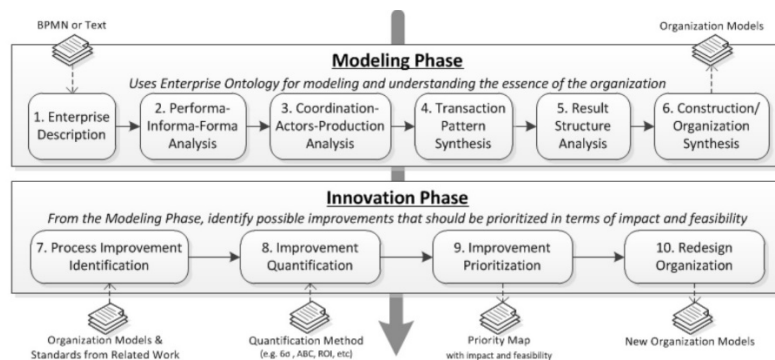 BPMN or Text
Organization Models
Modeling Phase
Uses Enterprise Ontology for modeling and understanding the essence of the organization
1. Enterprise
Description
2. Performa-
Informa-Forma
Analysis
3. Coordination-
Actors-Production
Analysis
4. Transaction
Pattern
Synthesis
5. Result
Structure
Analysis
6. Construction/
Organization
Synthesis
Innovation Phase
From the Modeling Phase, identify possible improvements that should be prioritized in terms of impact and feasibility
7. Process Improvement
Identification
8. Improvement
Quantification
9. Improvement
Prioritization
10. Redesign
Organization
Organization Models &
Standards from Related Work
Quantification Method
(e.g. 6σ , ABC, ROI, etc)
Priority Map
with impact and feasibility
New Organization Models